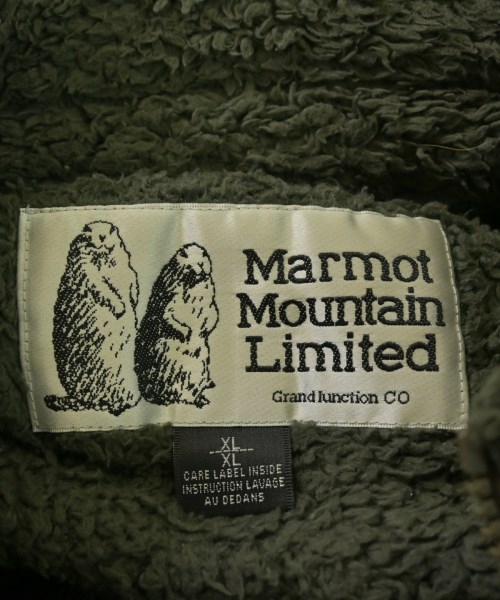 Marmot
Mountain
Limited
Grand Junction CO
XL
XL
CARE LABEL INSIDE
INSTRUCTION LAVAGE
AU DEDANS